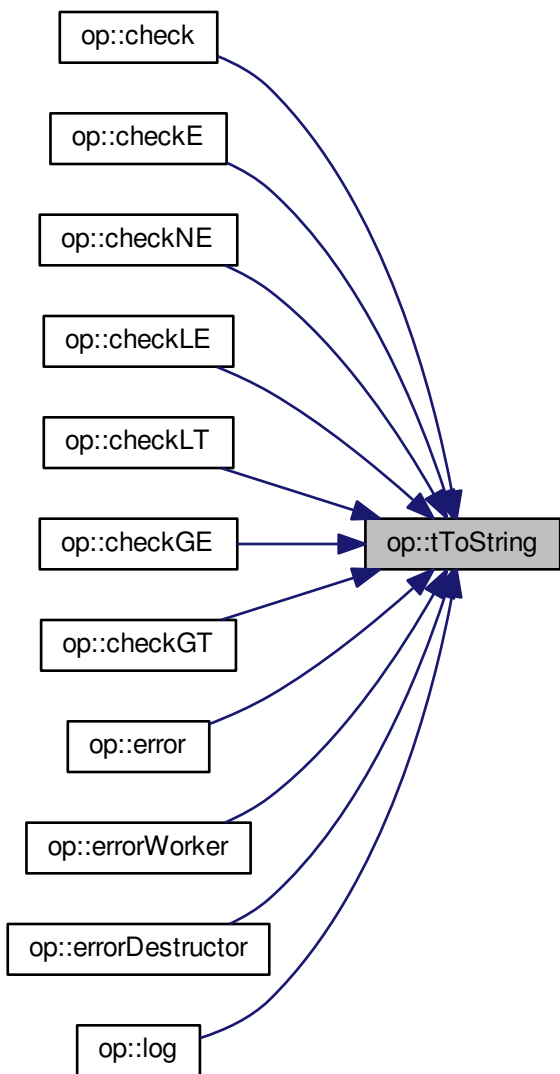 op::check
op::checkE
op::checkNE
op::checkLE
op::checkLT
op::checkGE
op::tToString
op::checkGT
op::error
op::errorWorker
op::errorDestructor
op::log